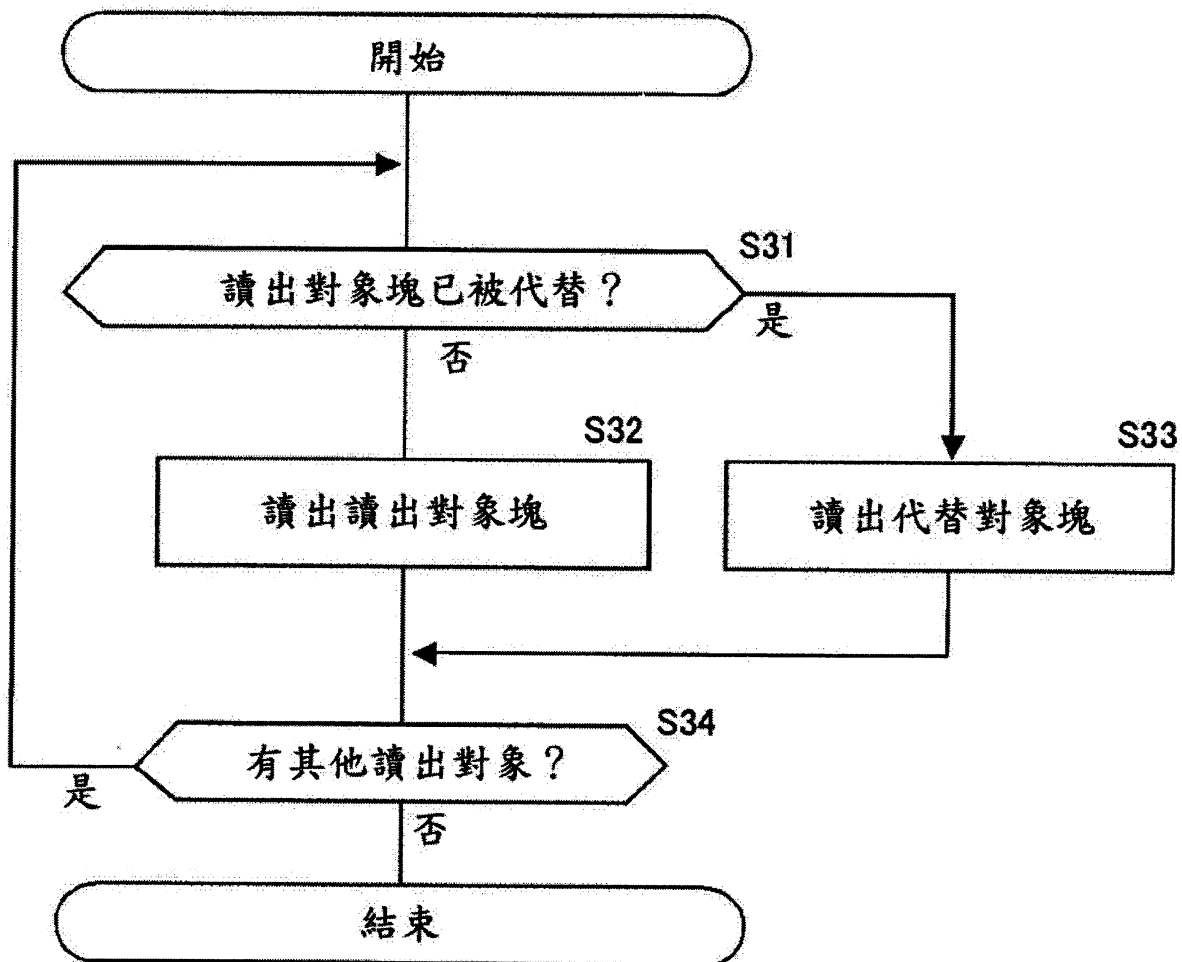 開始
S31
讀出對象塊已被代替？
是
否
S32
讀出讀出對象塊
S33
讀出代替對象塊
S34
有其他讀出對象？
是
否
結束